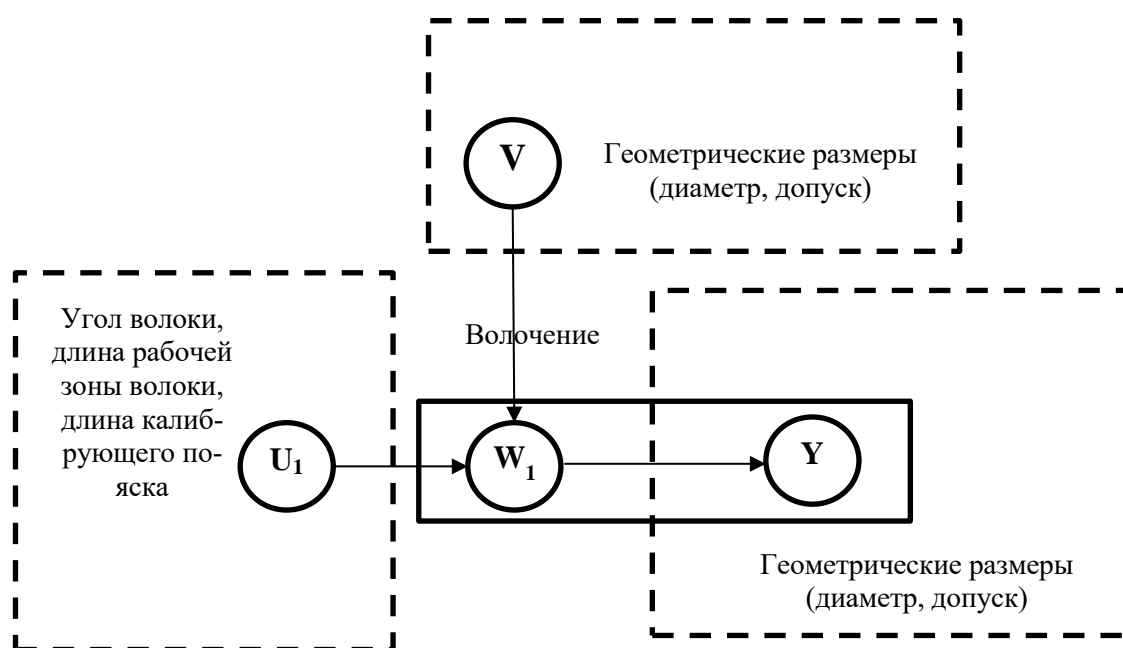 V
Геометрические размеры
(диаметр, допуск)
Угол волоки,
длина рабочей
зоны волоки,
длина калиб-
рующего по-
яска
Волочение
U1
W1
Y
Геометрические размеры
(диаметр, допуск)